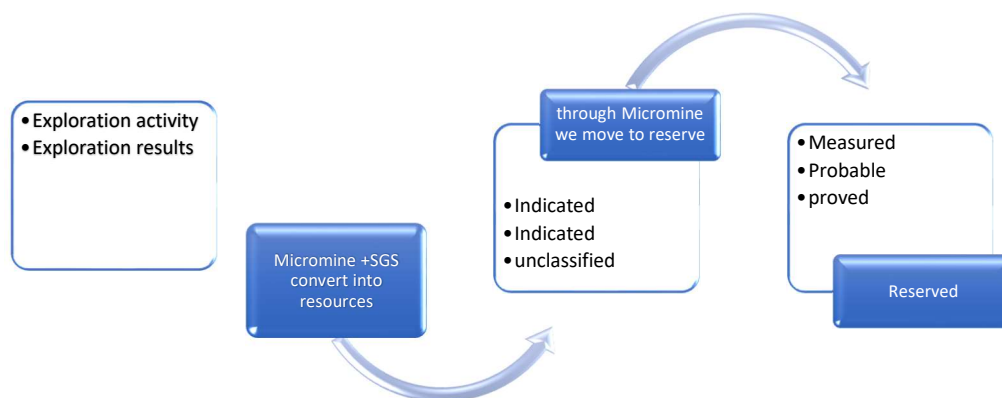 • Exploration activity
• Exploration results
Micromine +SGS
convert into
resources
through Micromine
we move to reserve
• Indicated
• Indicated
• unclassified
• Measured
• Probable
• proved
Reserved